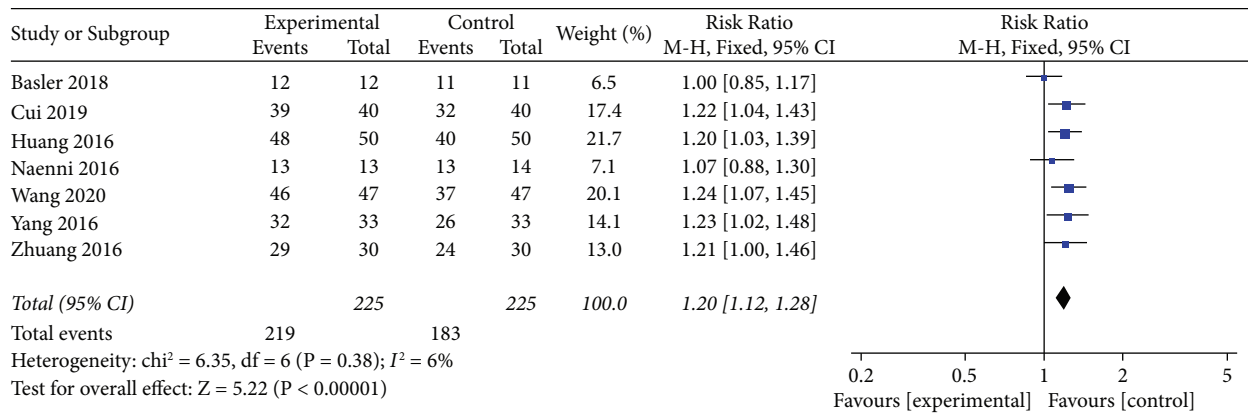 Study or Subgroup Experimental Control Weight (%) Risk Ratio Risk Ratio
Events Total Events Total M-H, Fixed, 95% CI M-H, Fixed, 95% CI
Basler 2018 12 12 11 11 6.5 1.00 [0.85, 1.17]
Cui 2019 39 40 32 40 17.4 1.22 [1.04, 1.43]
Huang 2016 48 50 40 50 21.7 1.20 [1.03, 1.39]
Naenni 2016 13 13 13 14 7.1 1.07 [0.88, 1.30]
Wang 2020 46 47 37 47 20.1 1.24 [1.07, 1.45]
Yang 2016 32 33 26 33 14.1 1.23 [1.02, 1.48]
Zhuang 2016 29 30 24 30 13.0 1.21 [1.00, 1.46]
Total (95% CI) 225 225 100.0 1.20 [1.12, 1.28]
Total events 219 183
Heterogeneity: chi² = 6.35, df = 6 (P = 0.38); I² = 6%
Test for overall effect: Z = 5.22 (P < 0.00001)
0.2 0.5 1 2 5
Favours [experimental] Favours [control]